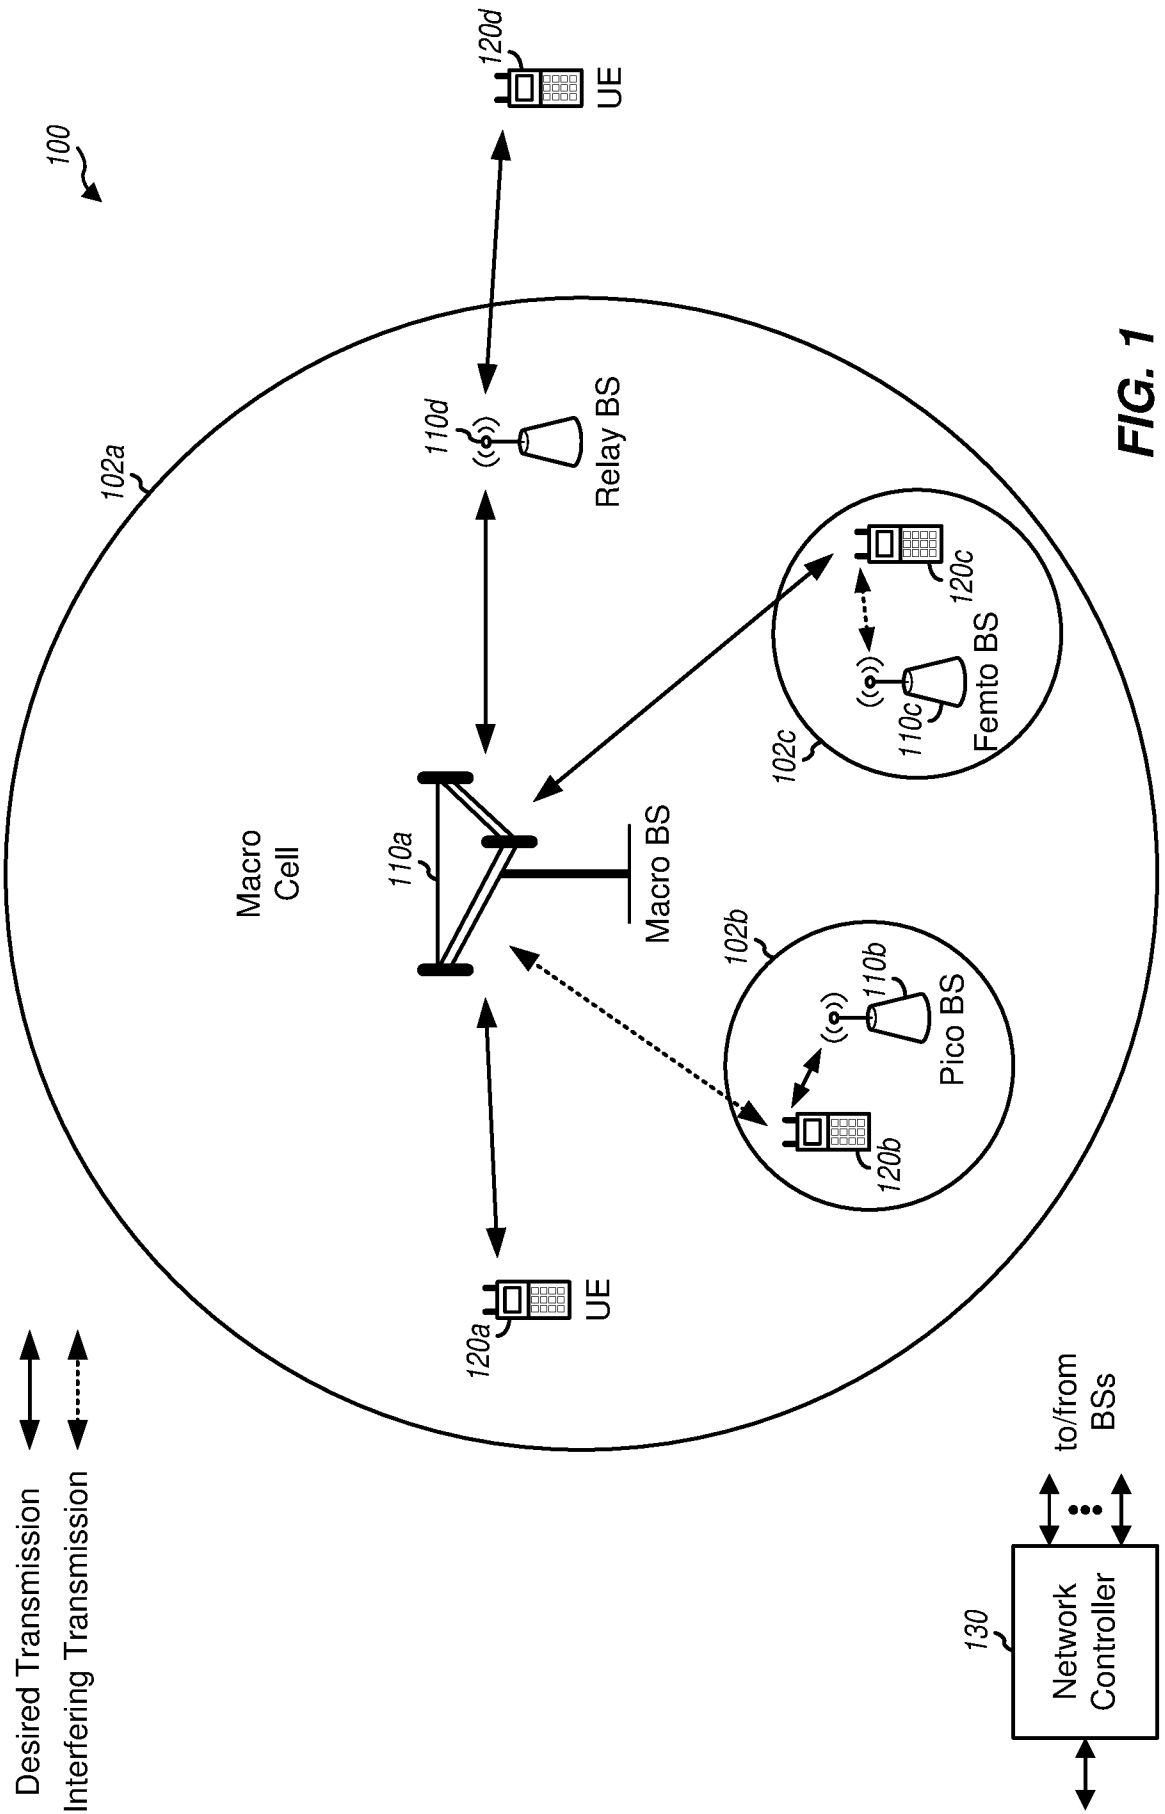 Desired Transmission
Interfering Transmission
100
102a
Macro
Cell
110a
Macro BS
120a
UE
110d
Relay BS
120d
UE
102b
110b
Pico BS
120b
102c
110c
Femto BS
120c
130
Network
Controller
to/from
BSs
FIG. 1